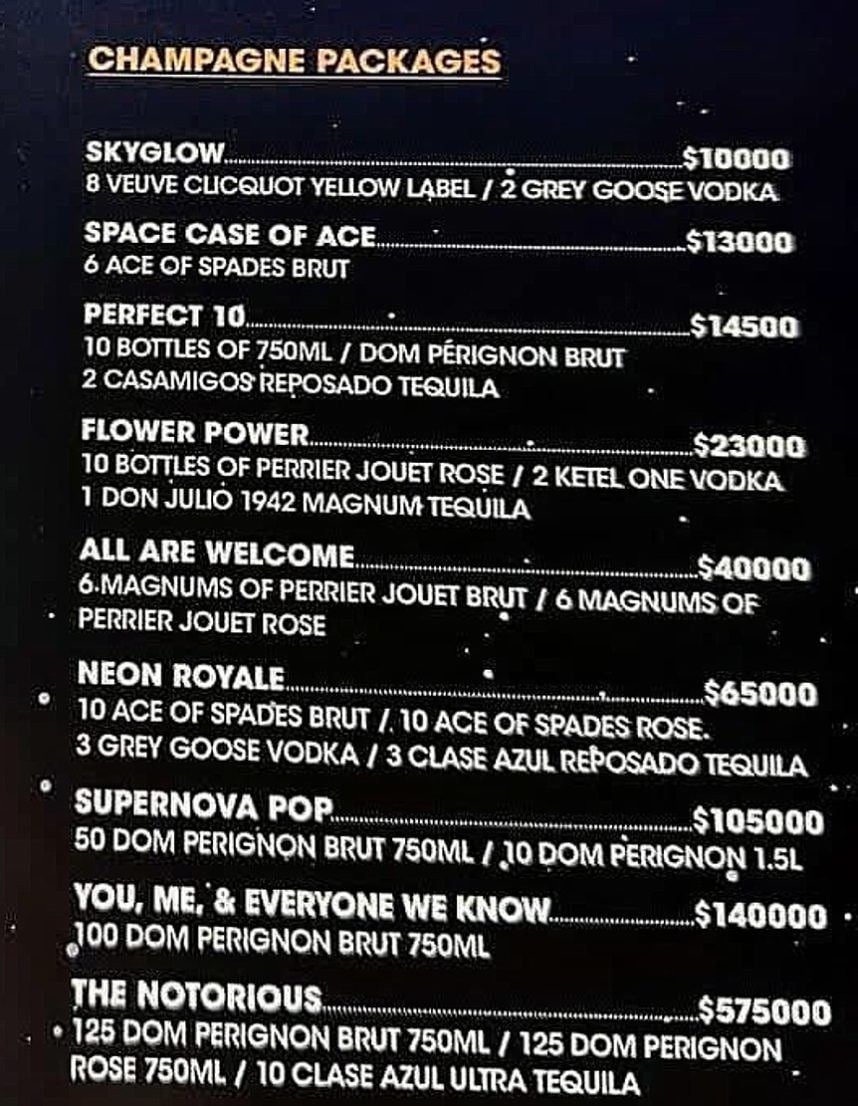 CHAMPAGNE PACKAGES
SKYGLOW........$10000
8 VEUVE CLICQUOT YELLOW LABEL / 2 GREY GOOSE VODKA
SPACE CASE OF ACE........$13000
6 ACE OF SPADES BRUT
PERFECT 10........$14500
10 BOTTLES OF 750ML / DOM PÉRIGNON BRUT
2 CASAMIGOS REPOSADO TEQUILA
FLOWER POWER........$23000
10 BOTTLES OF PERRIER JOUET ROSE / 2 KETEL ONE VODKA
1 DON JULIO 1942 MAGNUM TEQUILA
ALL ARE WELCOME........$40000
6 MAGNUMS OF PERRIER JOUET BRUT / 6 MAGNUMS OF
PERRIER JOUET ROSE
NEON ROYALE........$65000
10 ACE OF SPADES BRUT / 10 ACE OF SPADES ROSE.
3 GREY GOOSE VODKA / 3 CLASE AZUL REPOSADO TEQUILA
SUPERNOVA POP........$105000
50 DOM PERIGNON BRUT 750ML / 10 DOM PERIGNON 1.5L
YOU, ME, & EVERYONE WE KNOW........$140000
100 DOM PERIGNON BRUT 750ML
THE NOTORIOUS........$575000
125 DOM PERIGNON BRUT 750ML / 125 DOM PERIGNON
ROSE 750ML / 10 CLASE AZUL ULTRA TEQUILA